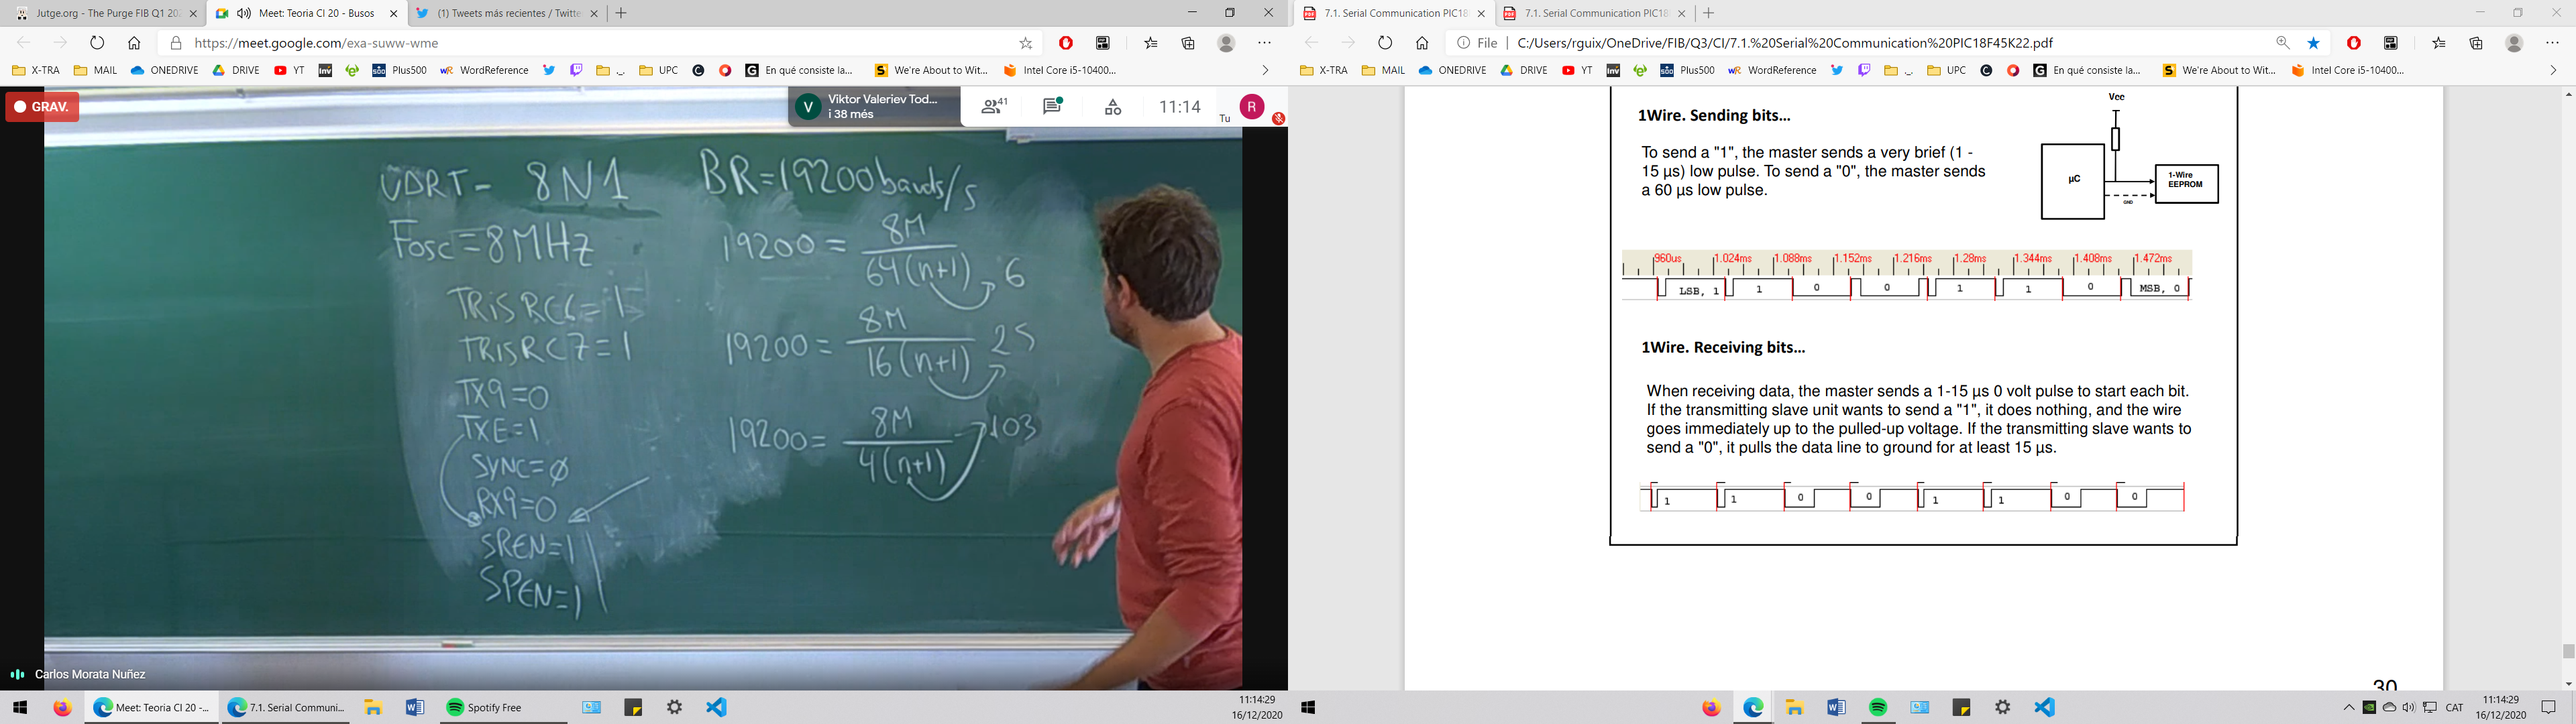 Jutge.org - The Purge FIB Q1 20
Meet: Teoria CI 20 - Busos
(1) Tweets más recientes / Twitte
https://meet.google.com/exa-suww-wme
X-TRA
MAIL
ONEDRIVE
DRIVE
YT
Plus500
WordReference
UPC
En qué consiste la...
We're About to Wit...
Intel Core i5-10400...
GRAV.
V
Viktor Valeriev Tod...
i 38 més
41
11:14
Tu
R
8N1
BR=19200 bauds/s
Fosc=8MHz
19200 = 8M
64(n+1) 6
TRISRC6=1
TRISRC7=1
19200 = 8M
16(n+1) 25
TX9=0
TXE=1
19200= 8M
4(n+1) 103
SYNC=∅
RX9=0
SREN=1
SPEN=1
Carlos Morata Nuñez
Meet: Teoria CI 20 -...
7.1. Serial Communi...
Spotify Free
11:14:29
16/12/2020
7.1. Serial Communication PIC18
7.1. Serial Communication PIC18
File
C:/Users/rguix/OneDrive/FIB/Q3/CI/7.1.%20Serial%20Communication%20PIC18F45K22.pdf
X-TRA
MAIL
ONEDRIVE
DRIVE
YT
Plus500
WordReference
UPC
En qué consiste la...
We're About to Wit...
Intel Core i5-10400...
1Wire. Sending bits...
To send a "1", the master sends a very brief (1 -
15 µs) low pulse. To send a "0", the master sends
a 60 µs low pulse.
Vcc
µC
1-Wire
EEPROM
GND
960us 1.024ms 1.088ms 1.152ms 1.216ms 1.28ms 1.344ms 1.408ms 1.472ms
LSB, 1 1 0 0 1 1 0 MSB, 0
1Wire. Receiving bits...
When receiving data, the master sends a 1-15 µs 0 volt pulse to start each bit.
If the transmitting slave unit wants to send a "1", it does nothing, and the wire
goes immediately up to the pulled-up voltage. If the transmitting slave wants to
send a "0", it pulls the data line to ground for at least 15 µs.
1 1 0 0 1 1 0 0
30
CAT
11:14:29
16/12/2020